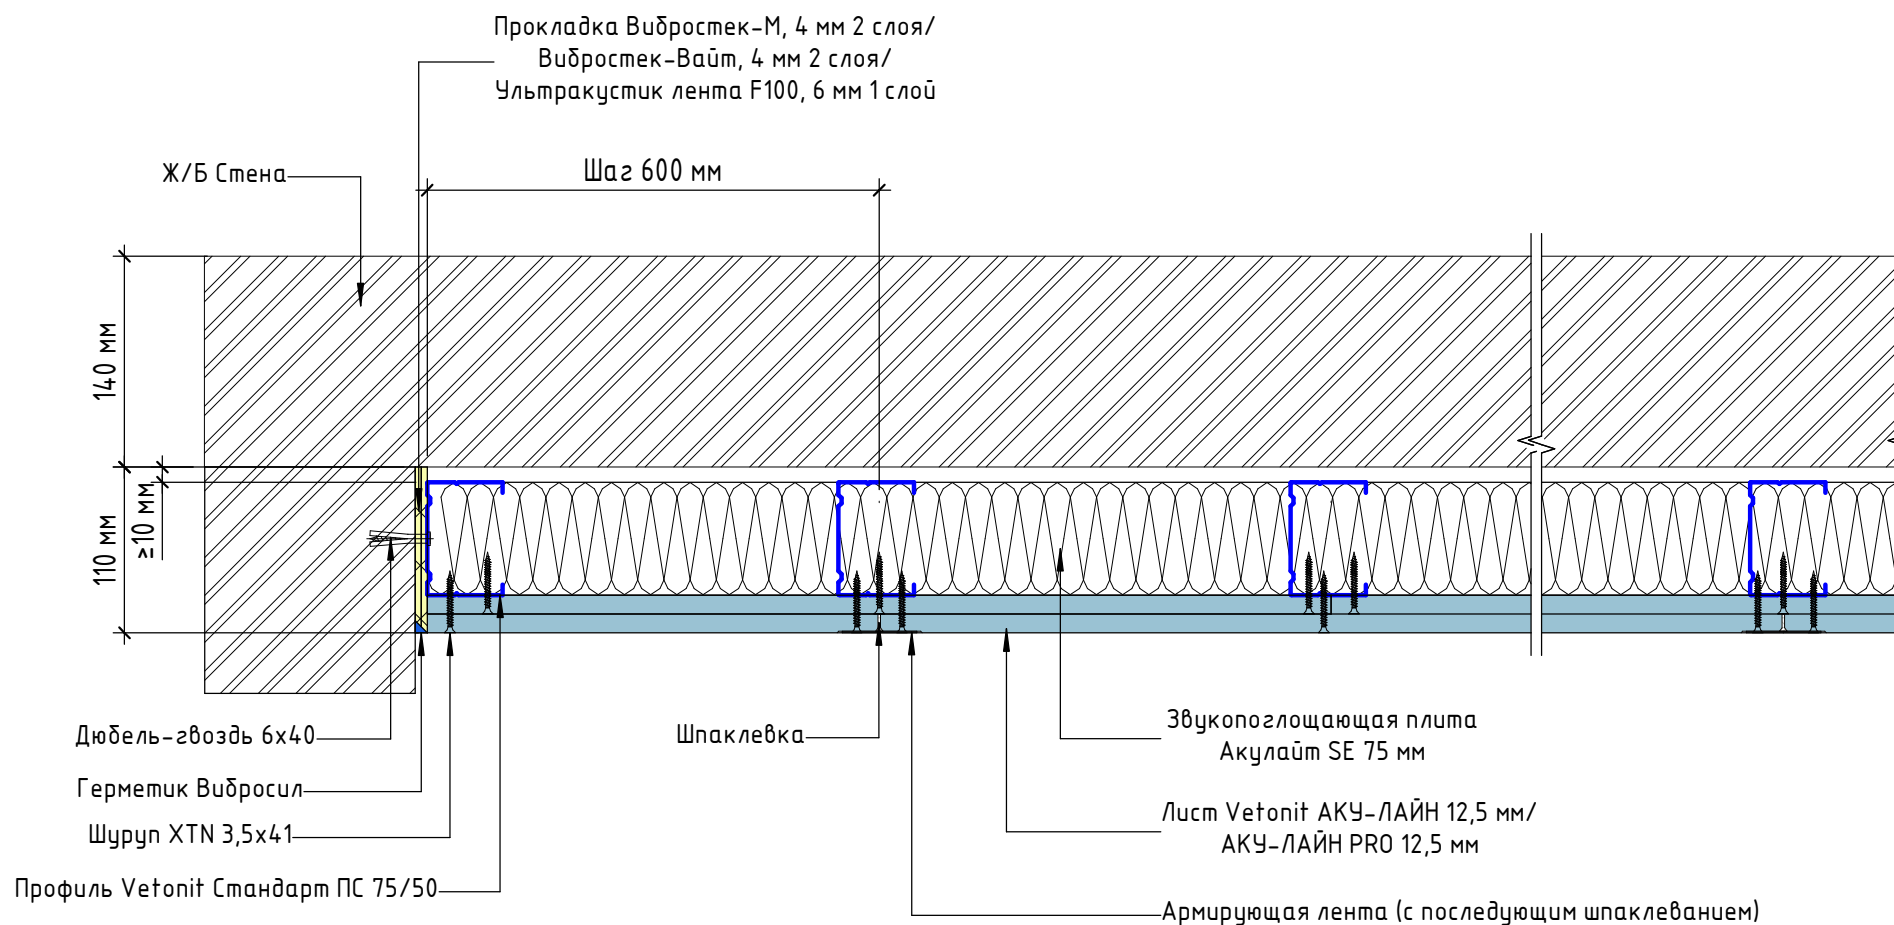 Прокладка Вибростек-М, 4 мм 2 слоя/
Вибростек-Вайт, 4 мм 2 слоя/
Ультракустик лента F100, 6 мм 1 слой
Ж/Б Стена
Шаг 600 мм
140 мм
110 мм
≥10 мм
Дюбель-гвоздь 6х40
Герметик Вибросил
Шуруп XTN 3,5х41
Профиль Vetonit Стандарт ПС 75/50
Шпаклевка
Звукопоглощающая плита
Акулайт SE 75 мм
Лист Vetonit АКУ-ЛАЙН 12,5 мм/
АКУ-ЛАЙН PRO 12,5 мм
Армирующая лента (с последующим шпаклеванием)